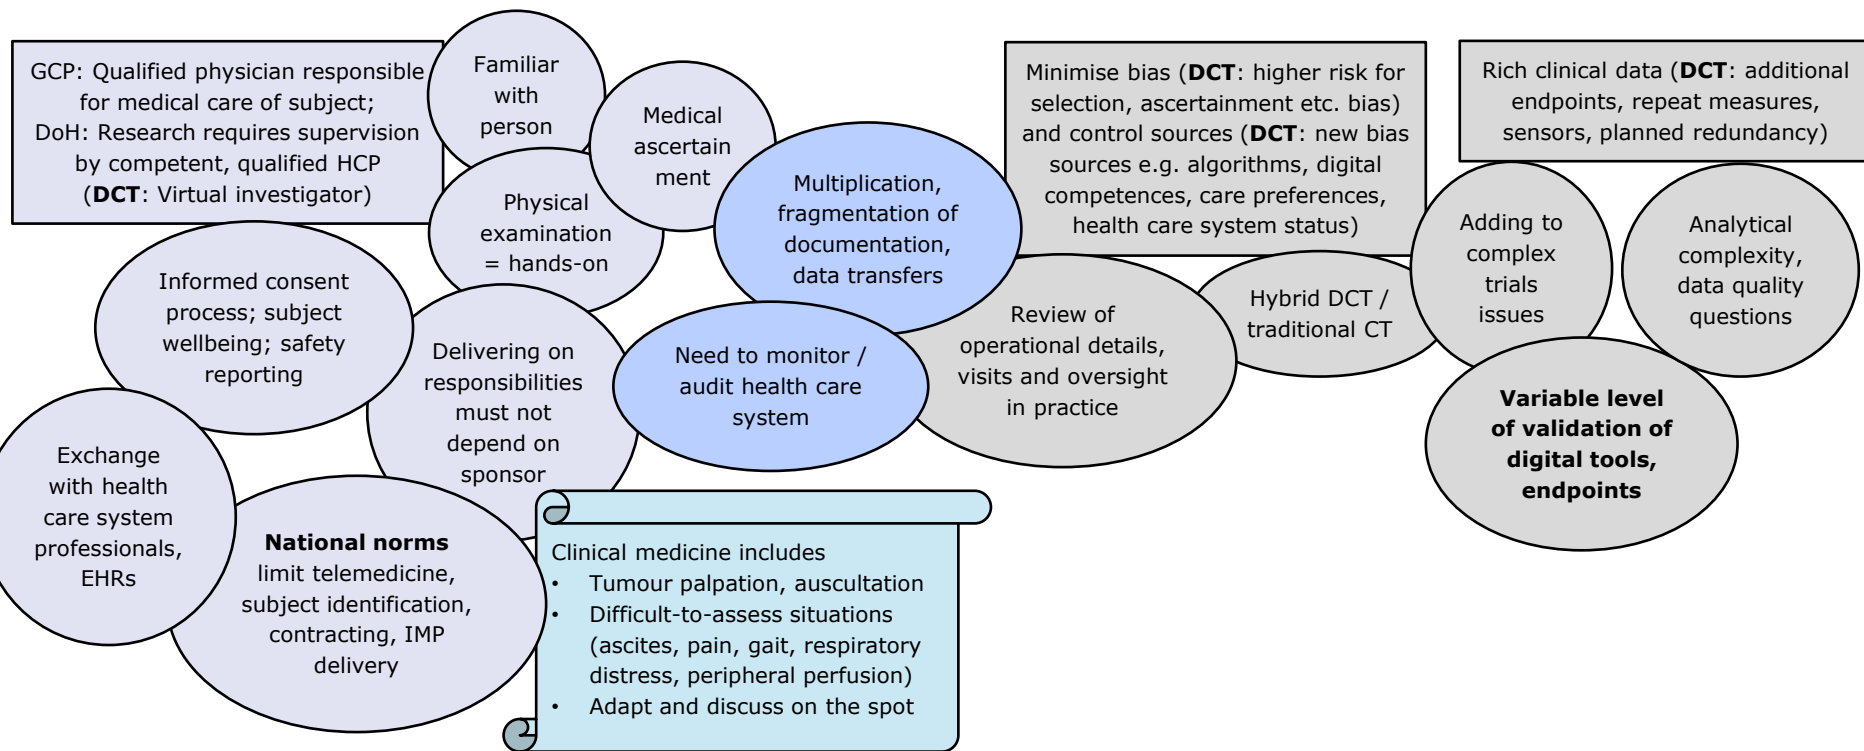 GCP: Qualified physician responsible
for medical care of subject;
DoH: Research requires supervision
by competent, qualified HCP
(DCT: Virtual investigator)
Familiar
with
person
Medical
ascertain
ment
Physical
examination
= hands-on
Informed consent
process; subject
wellbeing; safety
reporting
Delivering on
responsibilities
must not
depend on
sponsor
Exchange
with health
care system
professionals,
EHRs
National norms
limit telemedicine,
subject identification,
contracting, IMP
delivery
Multiplication,
fragmentation of
documentation,
data transfers
Need to monitor /
audit health care
system
Clinical medicine includes
• Tumour palpation, auscultation
• Difficult-to-assess situations
(ascites, pain, gait, respiratory
distress, peripheral perfusion)
• Adapt and discuss on the spot
Minimise bias (DCT: higher risk for
selection, ascertainment etc. bias)
and control sources (DCT: new bias
sources e.g. algorithms, digital
competences, care preferences,
health care system status)
Review of
operational details,
visits and oversight
in practice
Hybrid DCT /
traditional CT
Rich clinical data (DCT: additional
endpoints, repeat measures,
sensors, planned redundancy)
Adding to
complex
trials
issues
Analytical
complexity,
data quality
questions
Variable level
of validation of
digital tools,
endpoints